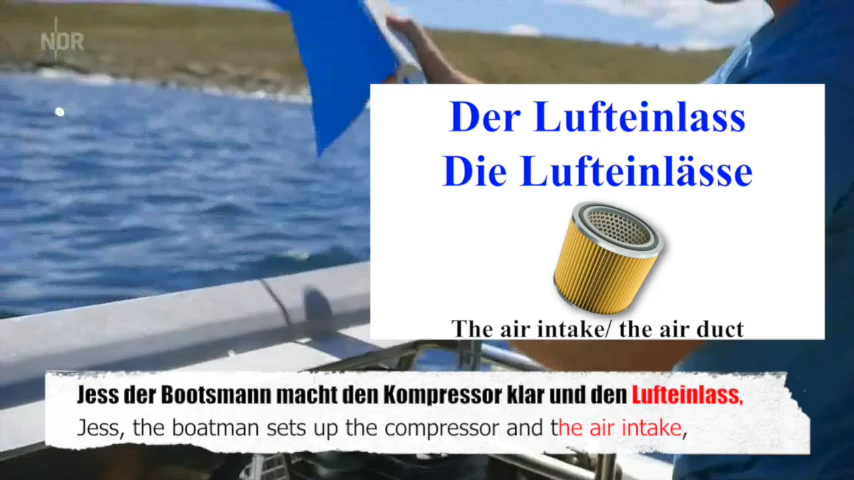 NDR
Der Lufteinlass
Die Lufteinlässe
The air intake/ the air duct
Jess der Bootsmann macht den Kompressor klar und den Lufteinlass,
Jess, the boatman sets up the compressor and the air intake,